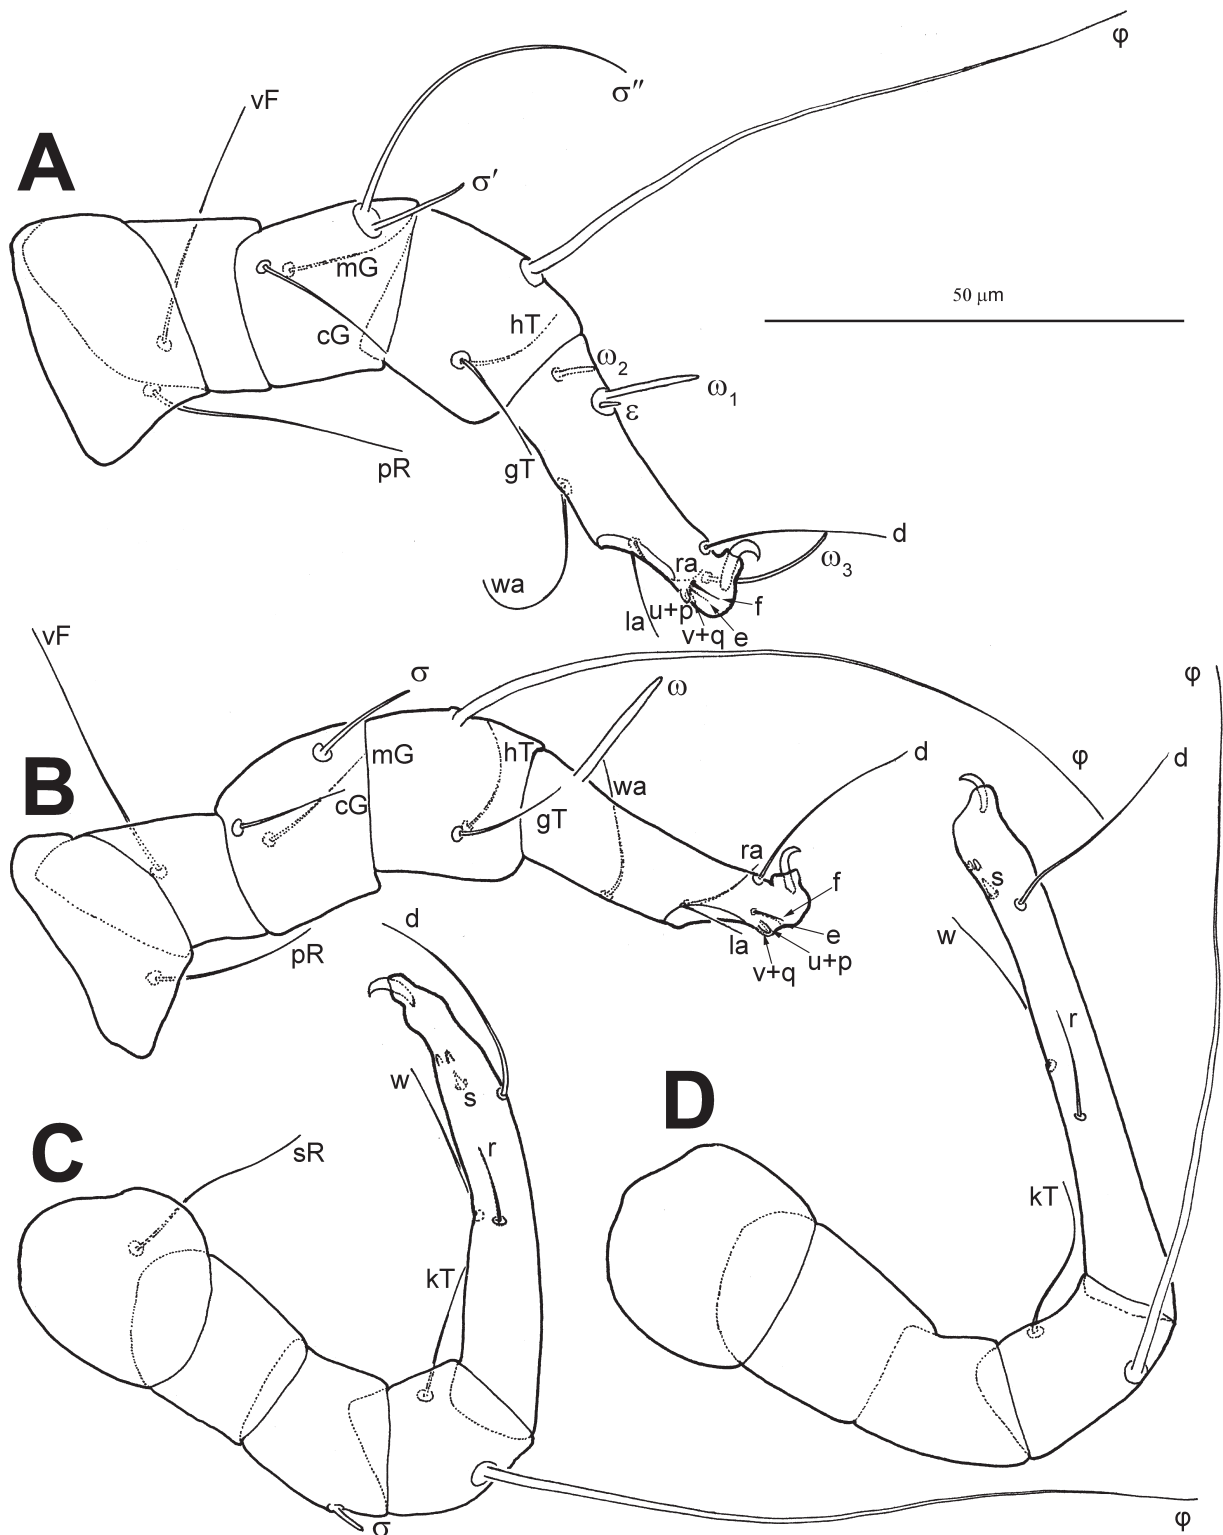 φ
σ″
vF
A
σ′
mG
50 μm
cG
hT
ω2
ω1
ε
pR
gT
d
ω3
wa
ra
f
la
u+p
v+q
e
vF
σ
ω
φ
B
mG
hT
d
φ
d
wa
cG
gT
ra
s
f
d
w
la
e
pR
v+q
u+p
r
w
s
D
C
sR
r
kT
kT
σ
φ